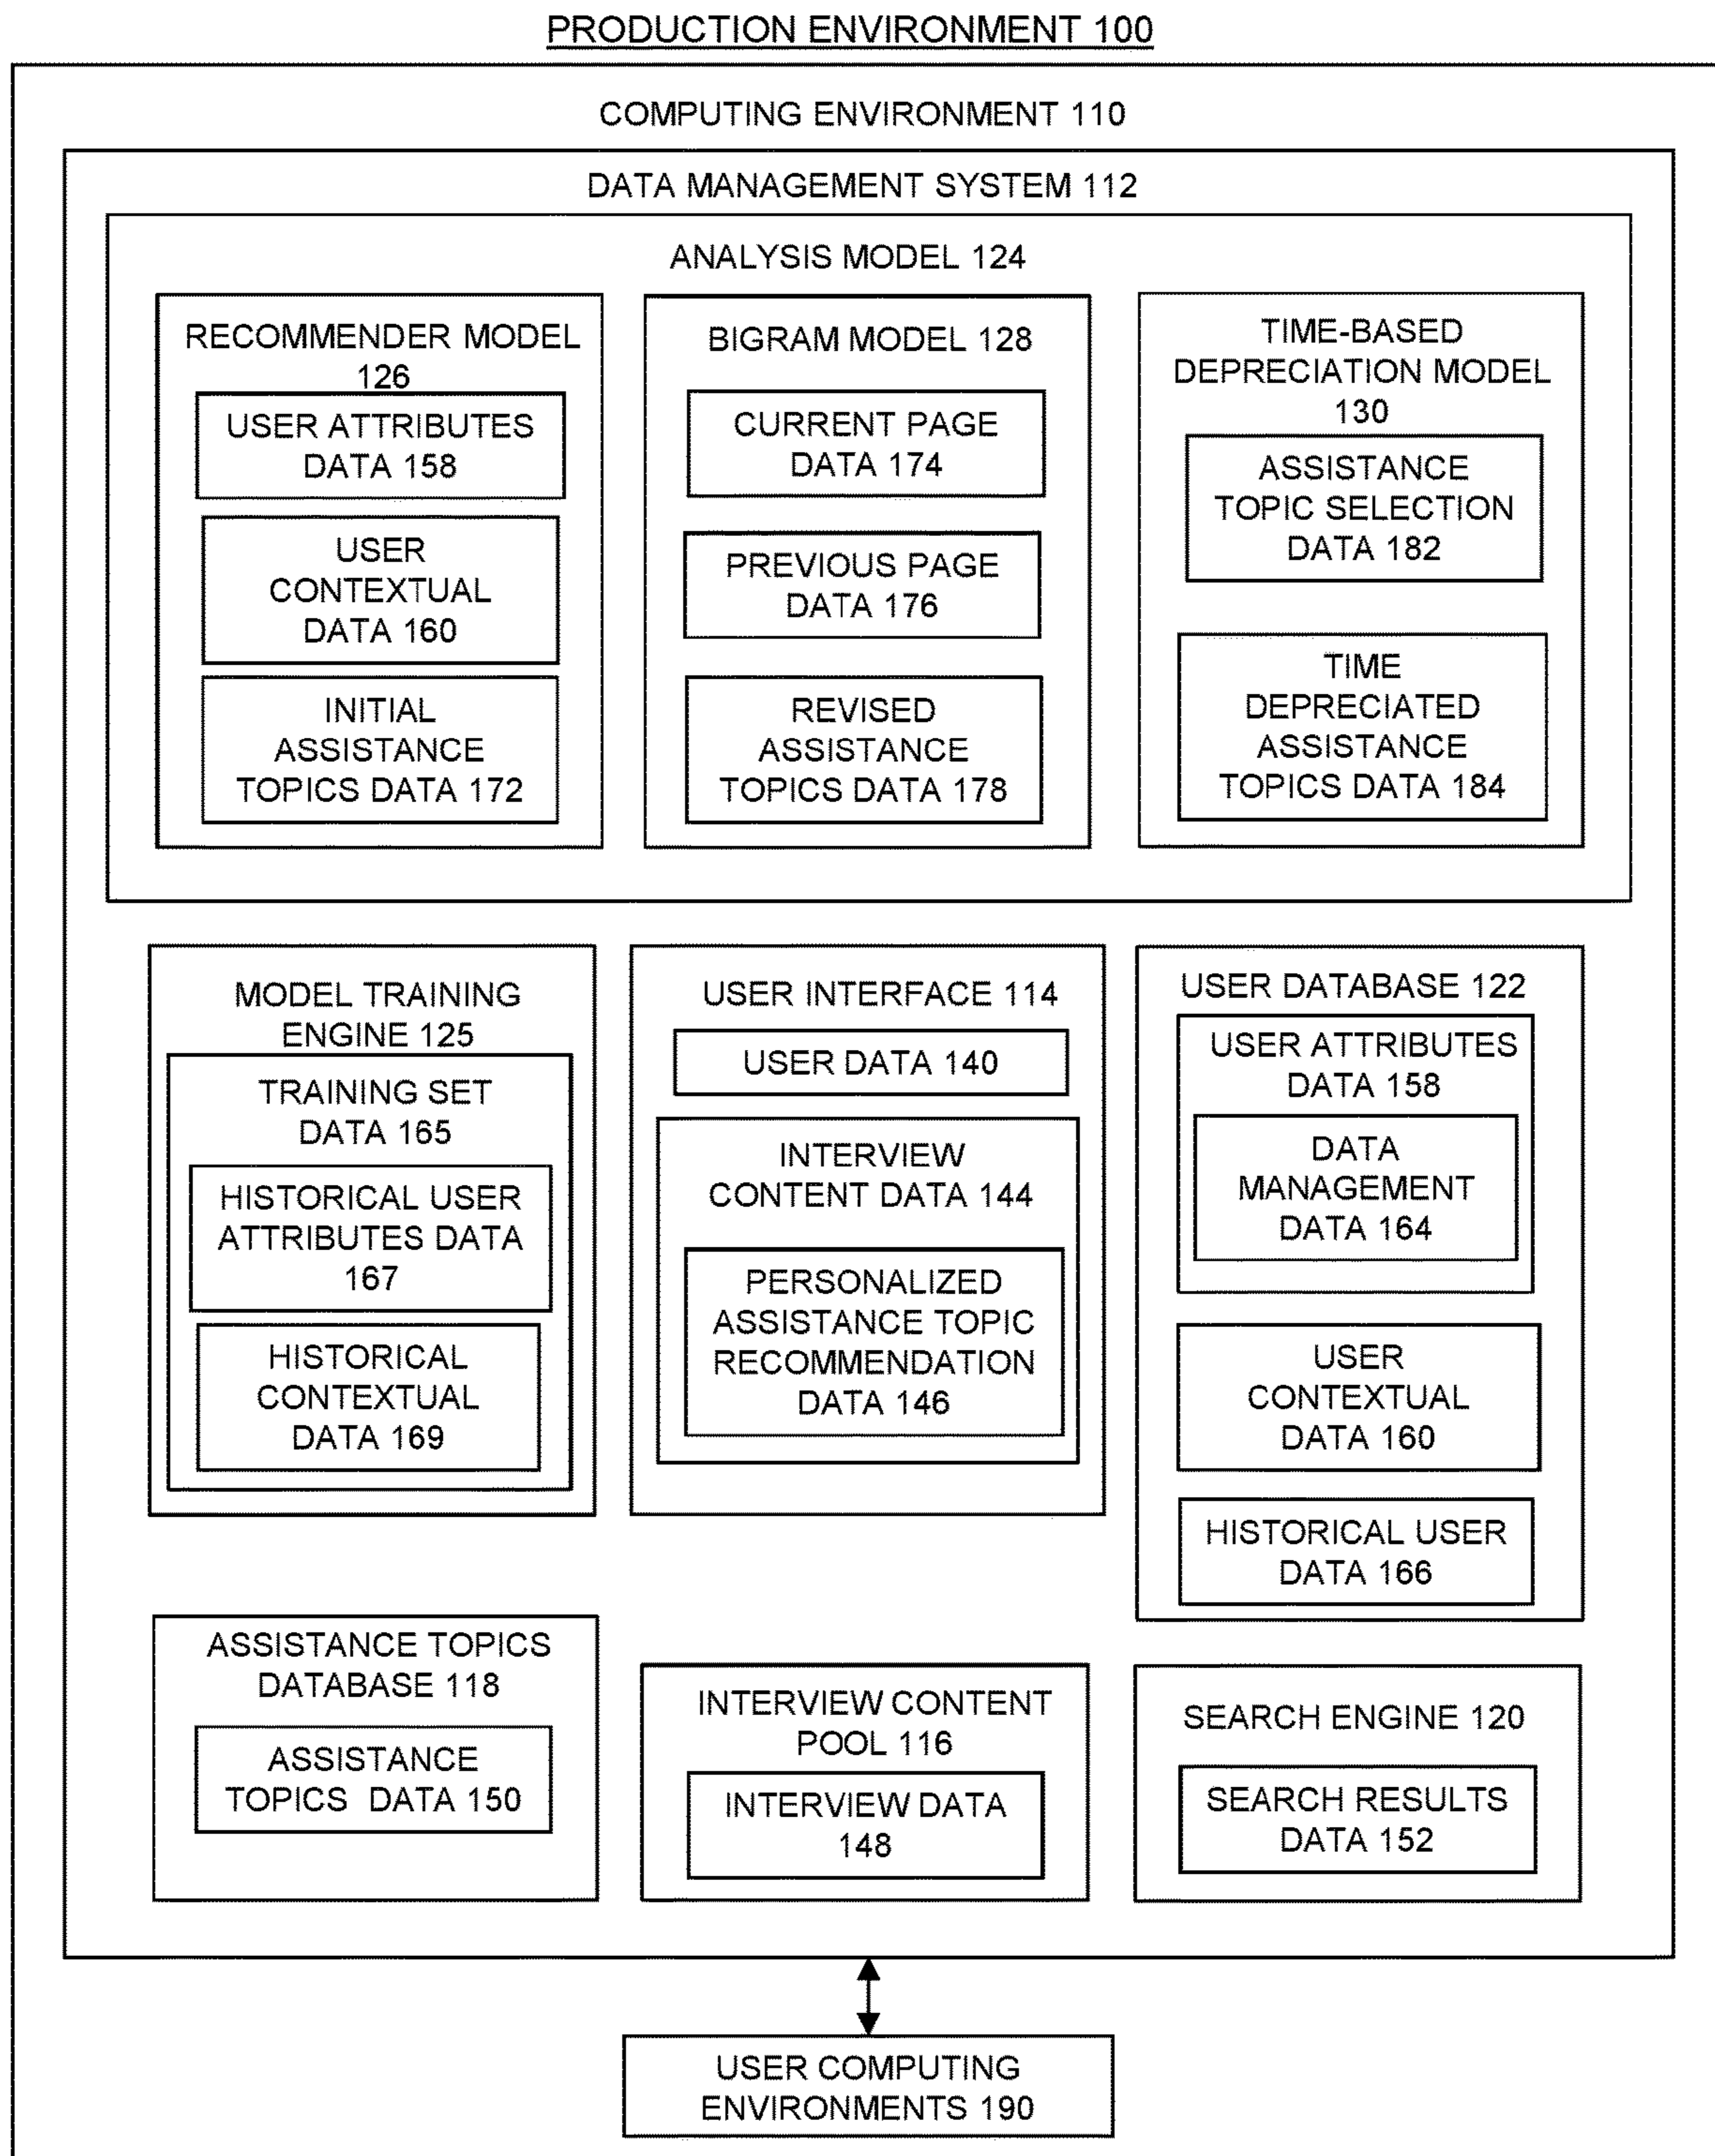 PRODUCTION ENVIRONMENT 100
COMPUTING ENVIRONMENT 110
DATA MANAGEMENT SYSTEM 112
ANALYSIS MODEL 124
RECOMMENDER MODEL
126
USER ATTRIBUTES
DATA 158
USER
CONTEXTUAL
DATA 160
INITIAL
ASSISTANCE
TOPICS DATA 172
BIGRAM MODEL 128
CURRENT PAGE
DATA 174
PREVIOUS PAGE
DATA 176
REVISED
ASSISTANCE
TOPICS DATA 178
TIME-BASED
DEPRECIATION MODEL
130
ASSISTANCE
TOPIC SELECTION
DATA 182
TIME
DEPRECIATED
ASSISTANCE
TOPICS DATA 184
MODEL TRAINING
ENGINE 125
TRAINING SET
DATA 165
HISTORICAL USER
ATTRIBUTES DATA
167
HISTORICAL
CONTEXTUAL
DATA 169
USER INTERFACE 114
USER DATA 140
INTERVIEW
CONTENT DATA 144
PERSONALIZED
ASSISTANCE TOPIC
RECOMMENDATION
DATA 146
USER DATABASE 122
USER ATTRIBUTES
DATA 158
DATA
MANAGEMENT
DATA 164
USER
CONTEXTUAL
DATA 160
HISTORICAL USER
DATA 166
ASSISTANCE TOPICS
DATABASE 118
ASSISTANCE
TOPICS DATA 150
INTERVIEW CONTENT
POOL 116
INTERVIEW DATA
148
SEARCH ENGINE 120
SEARCH RESULTS
DATA 152
USER COMPUTING
ENVIRONMENTS 190